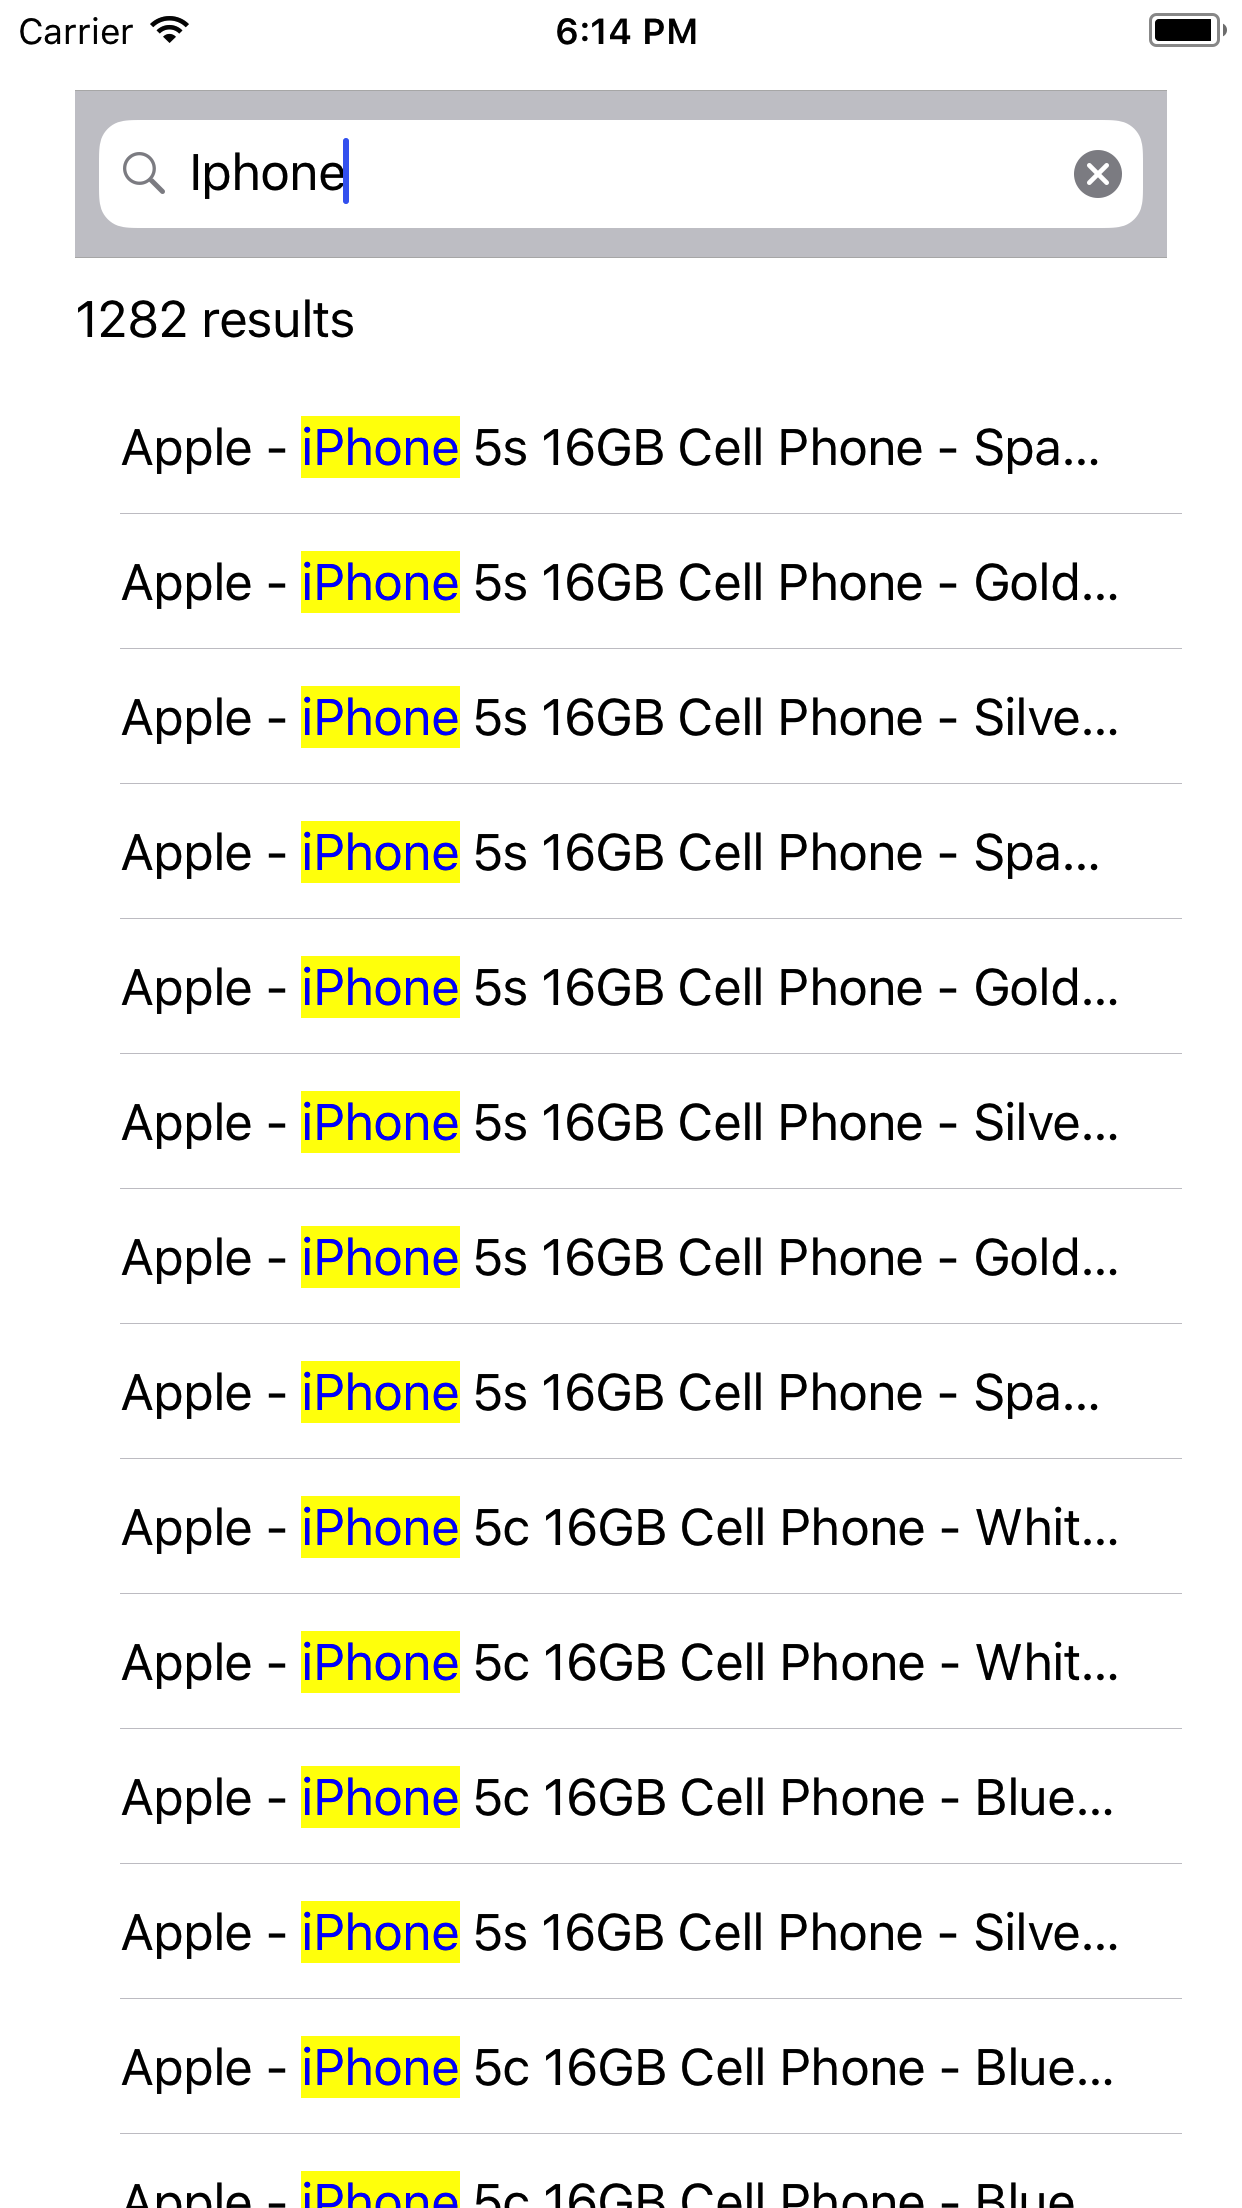 Carrier 6:14 PM
Iphone
1282 results
Apple - iPhone 5s 16GB Cell Phone - Spa...
Apple - iPhone 5s 16GB Cell Phone - Gold...
Apple - iPhone 5s 16GB Cell Phone - Silve...
Apple - iPhone 5s 16GB Cell Phone - Spa...
Apple - iPhone 5s 16GB Cell Phone - Gold...
Apple - iPhone 5s 16GB Cell Phone - Silve...
Apple - iPhone 5s 16GB Cell Phone - Gold...
Apple - iPhone 5s 16GB Cell Phone - Spa...
Apple - iPhone 5c 16GB Cell Phone - Whit...
Apple - iPhone 5c 16GB Cell Phone - Whit...
Apple - iPhone 5c 16GB Cell Phone - Blue...
Apple - iPhone 5s 16GB Cell Phone - Silve...
Apple - iPhone 5c 16GB Cell Phone - Blue...
Apple - iPhone 5c 16GB Cell Phone - Blue